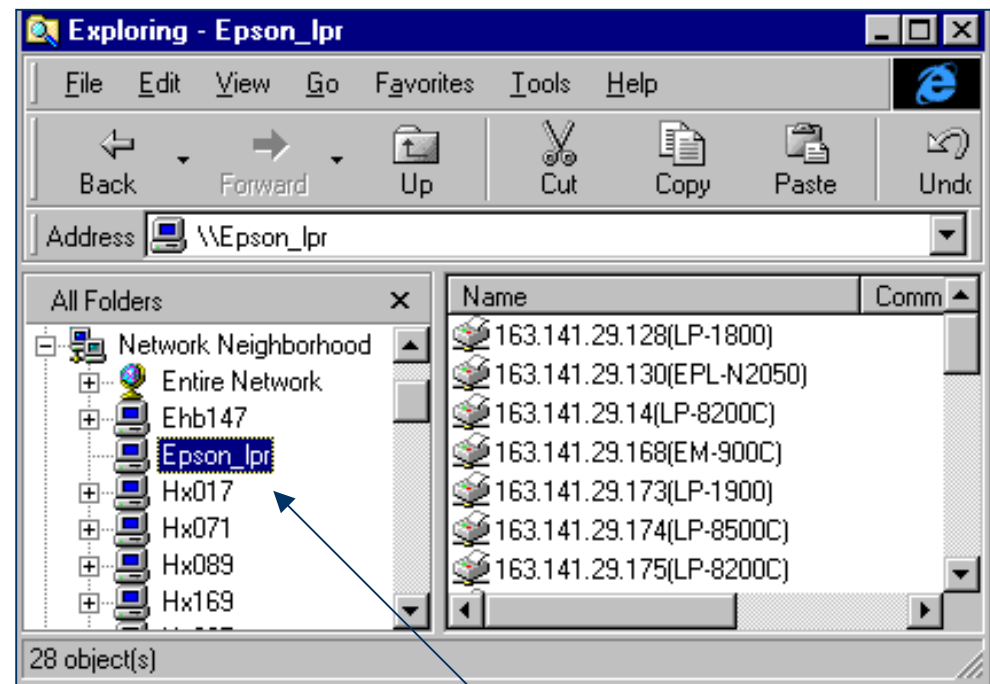 Exploring - Epson_lpr
File Edit View Go Favorites Tools Help
Back Forward Up Cut Copy Paste Undo
Address \\Epson_lpr
All Folders
Network Neighborhood
Entire Network
Ehb147
Epson_lpr
Hx017
Hx071
Hx089
Hx169
Name Comm
163.141.29.128(LP-1800)
163.141.29.130(EPL-N2050)
163.141.29.14(LP-8200C)
163.141.29.168(EM-900C)
163.141.29.173(LP-1900)
163.141.29.174(LP-8500C)
163.141.29.175(LP-8200C)
28 object(s)